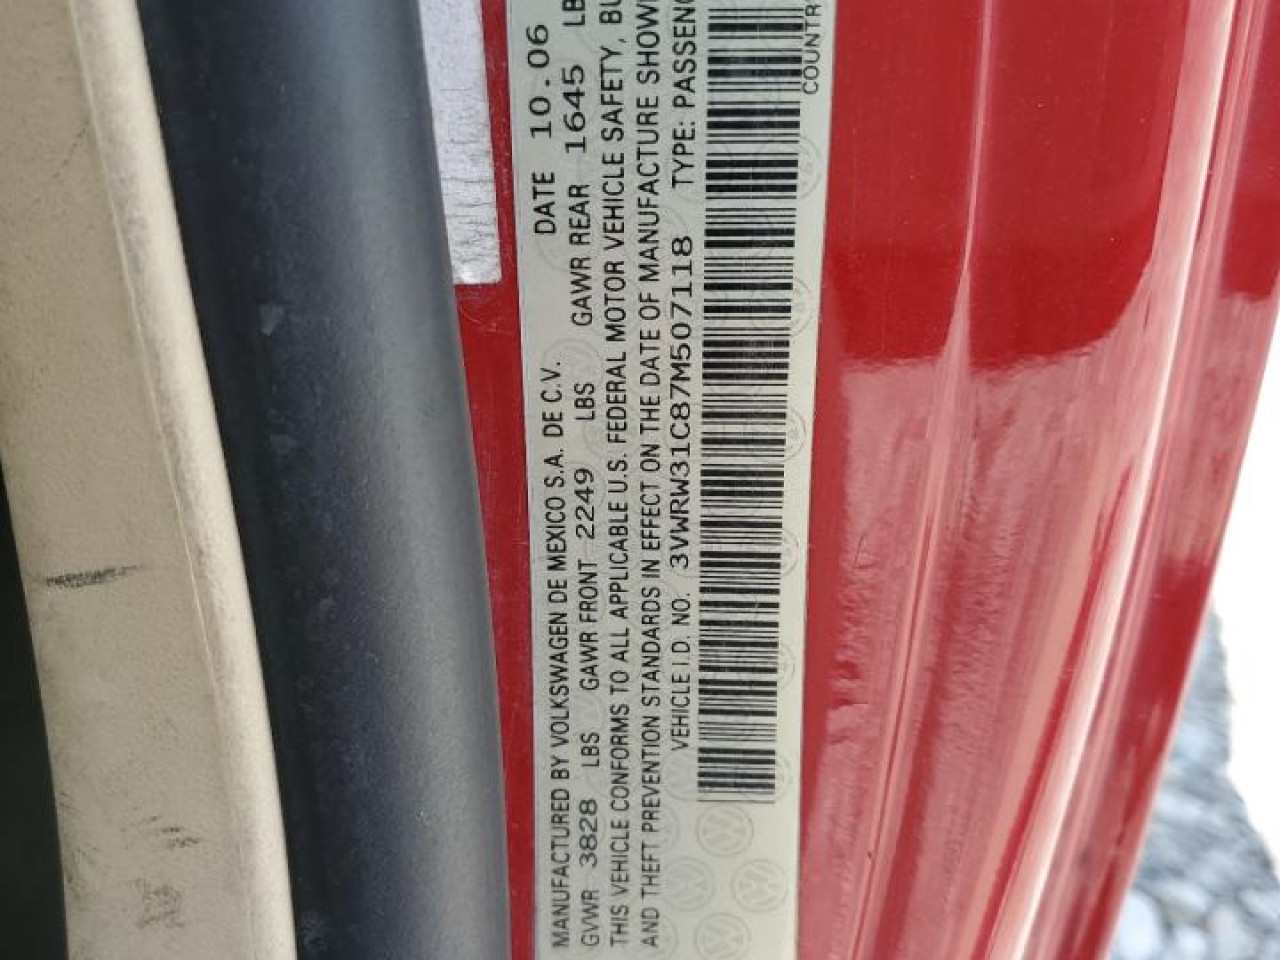 MANUFACTURED BY VOLKSWAGEN DE MEXICO S.A. DE C.V. DATE 10.06
GVWR 3828 LBS GAWR FRONT 2249 LBS GAWR REAR 1645 LB
THIS VEHICLE CONFORMS TO ALL APPLICABLE U.S. FEDERAL MOTOR VEHICLE SAFETY, BU
AND THEFT PREVENTION STANDARDS IN EFFECT ON THE DATE OF MANUFACTURE SHOW
VEHICLE I.D. NO. 3VWRW31C87M507118 TYPE: PASSENG
COUNTR